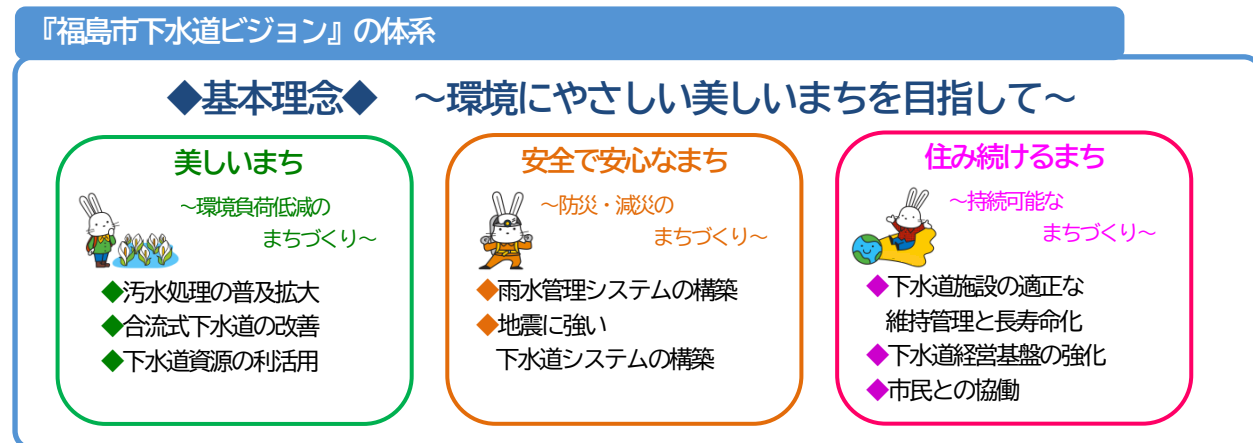 『福島市下水道ビジョン』の体系
◆基本理念◆ ～環境にやさしい美しいまちを目指して～
美しいまち
～環境負荷低減の
まちづくり～
◆汚水処理の普及拡大
◆合流式下水道の改善
◆下水道資源の利活用
安全で安心なまち
～防災・減災の
まちづくり～
◆雨水管理システムの構築
◆地震に強い
下水道システムの構築
住み続けるまち
～持続可能な
まちづくり～
◆下水道施設の適正な
維持管理と長寿命化
◆下水道経営基盤の強化
◆市民との協働